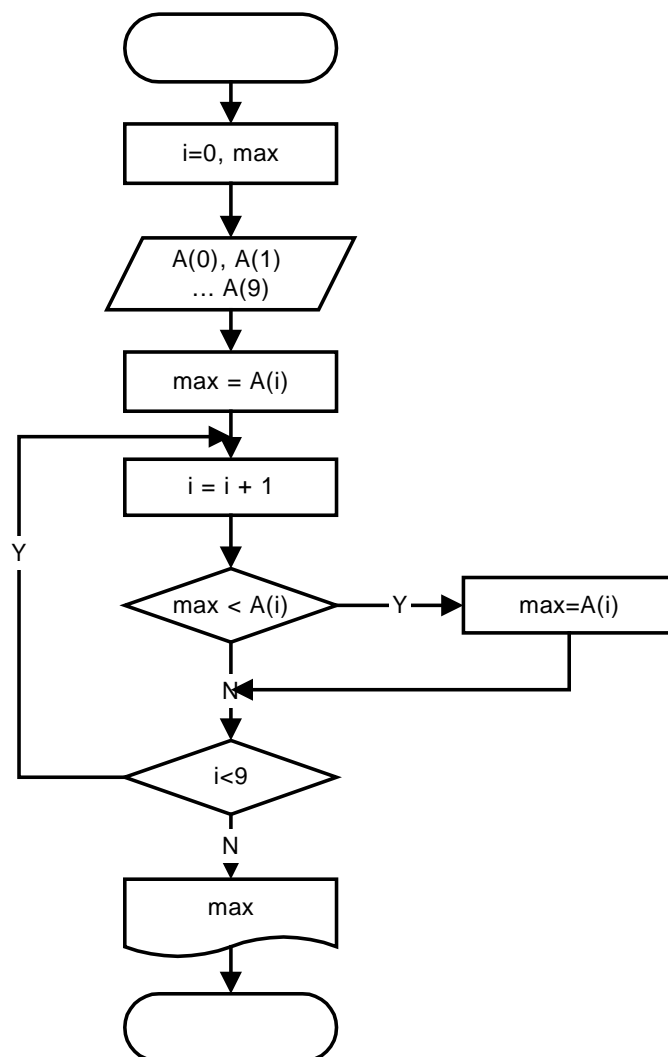 i=0, max
A(0), A(1)
... A(9)
max = A(i)
i = i + 1
Y
max < A(i)
Y
max=A(i)
N
i<9
N
max